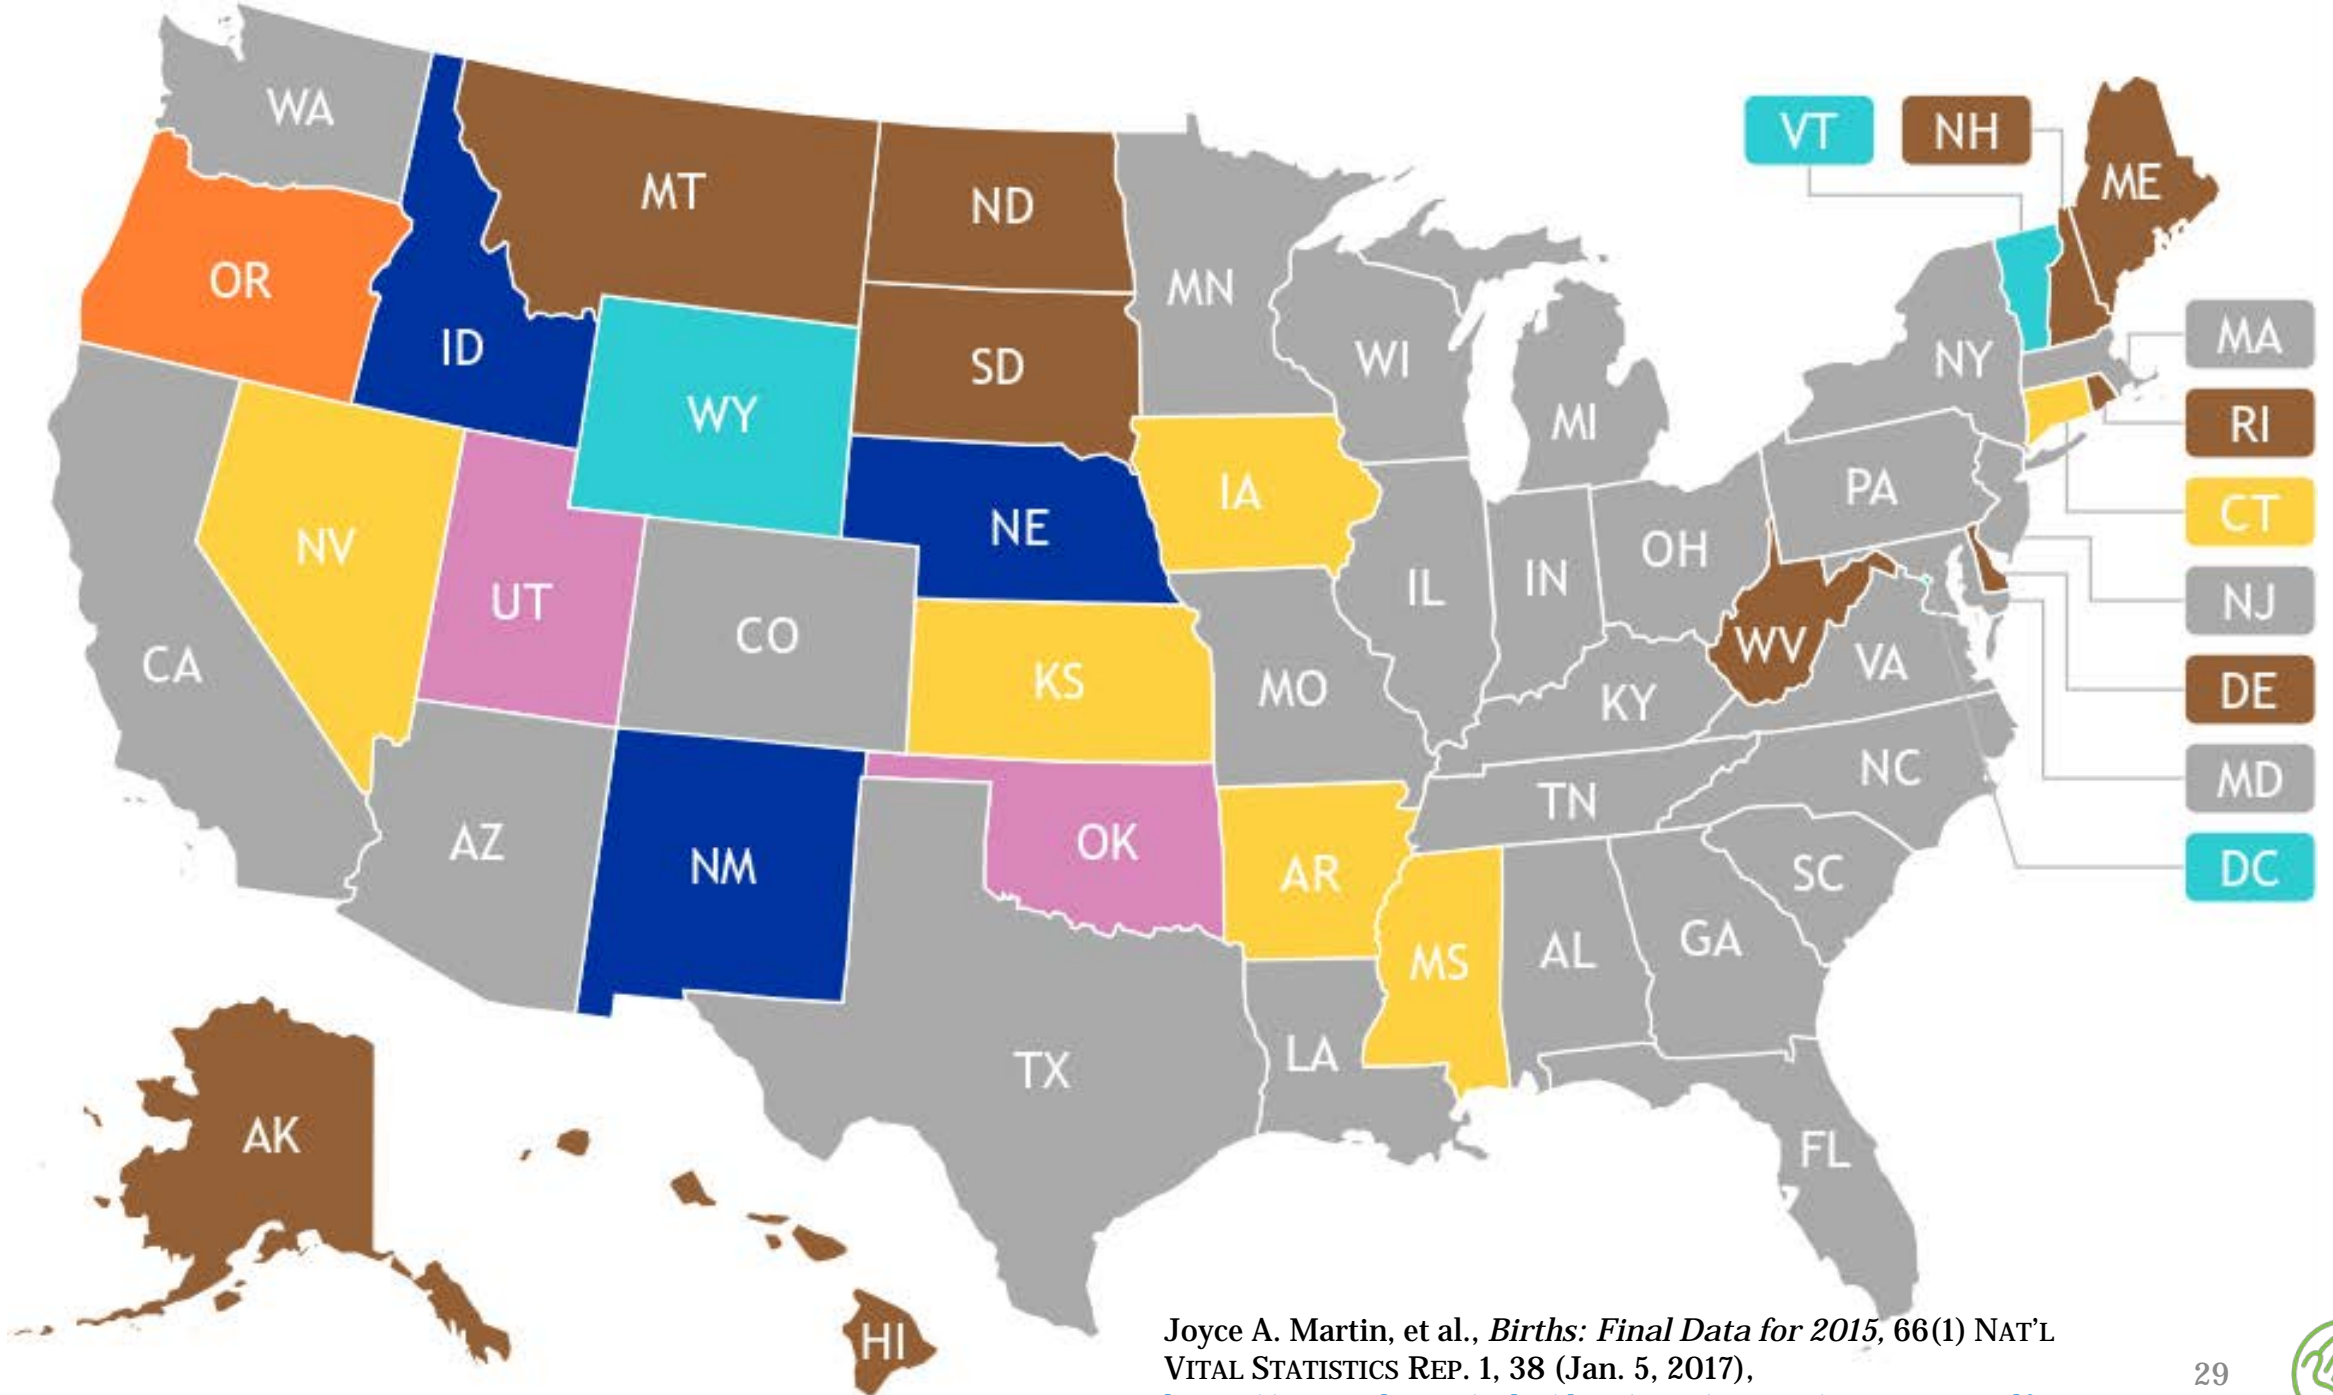 WA
VT
NH
MT
ME
ND
OR
MN
MA
ID
WI
NY
SD
WY
MI
RI
PA
IA
CT
NE
NV
OH
IN
IL
UT
NJ
CO
WV
CA
VA
KS
MO
DE
KY
NC
MD
TN
AZ
OK
NM
AR
SC
DC
GA
AL
MS
LA
TX
AK
FL
HI
Joyce A. Martin, et al., Births: Final Data for 2015, 66(1) NAT'L
VITAL STATISTICS REP. 1, 38 (Jan. 5, 2017),
29